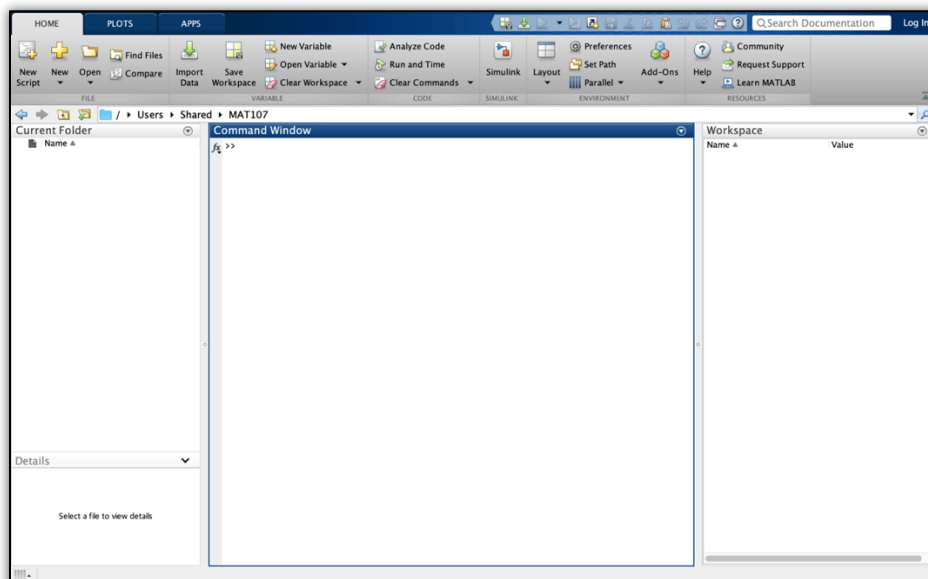 HOME PLOTS APPS Search Documentation Log In
New Script
New
Open
Find Files
Compare
FILE
Import Data
Save Workspace
New Variable
Open Variable
Clear Workspace
VARIABLE
Analyze Code
Run and Time
Clear Commands
CODE
Simulink
SIMULINK
Layout
Preferences
Set Path
Parallel
Add-Ons
ENVIRONMENT
Help
Community
Request Support
Learn MATLAB
RESOURCES
/ Users Shared MAT107
Current Folder
Name
Details
Select a file to view details
Command Window
fx >>
Workspace
Name Value